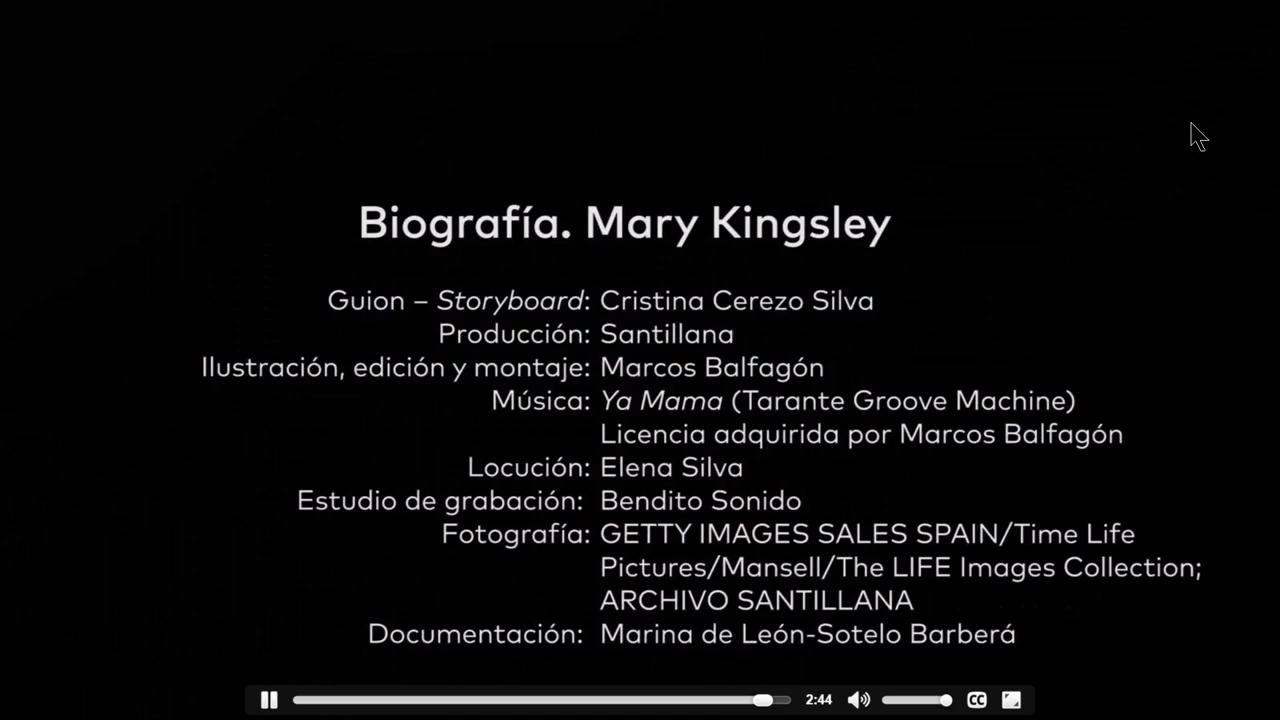 Biografía. Mary Kingsley
Guion – Storyboard: Cristina Cerezo Silva
Producción: Santillana
Ilustración, edición y montaje: Marcos Balfagón
Música: Ya Mama (Tarante Groove Machine)
Licencia adquirida por Marcos Balfagón
Locución: Elena Silva
Estudio de grabación: Bendito Sonido
Fotografía: GETTY IMAGES SALES SPAIN/Time Life
Pictures/Mansell/The LIFE Images Collection;
ARCHIVO SANTILLANA
Documentación: Marina de León-Sotelo Barberá
2:44 CC